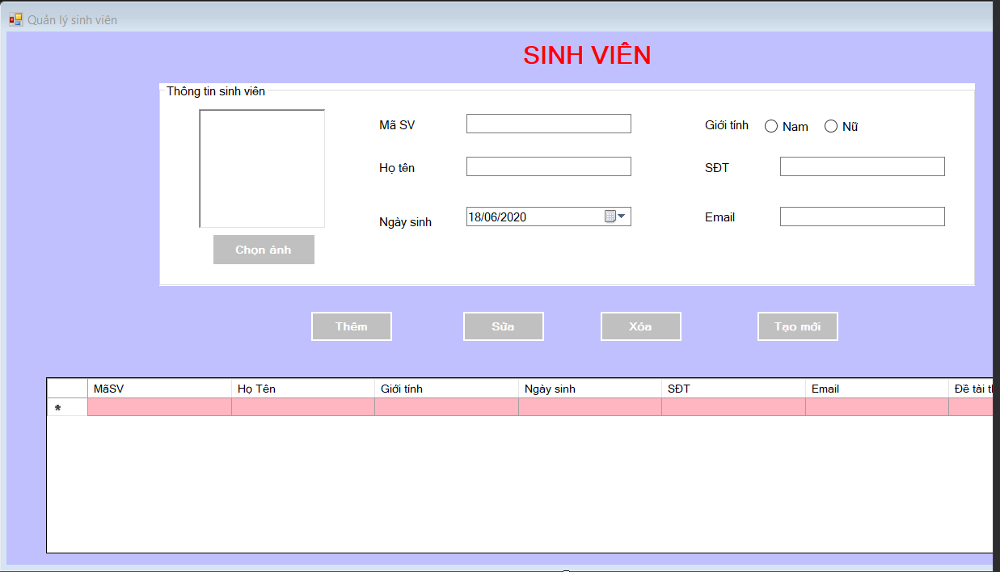 Quản lý sinh viên
SINH VIÊN
Thông tin sinh viên
Mã SV
Giới tính Nam Nữ
Họ tên
SĐT
Ngày sinh 18/06/2020
Email
Chọn ảnh
Thêm Sửa Xóa Tạo mới
MãSV Họ Tên Giới tính Ngày sinh SĐT Email Đề tài
*